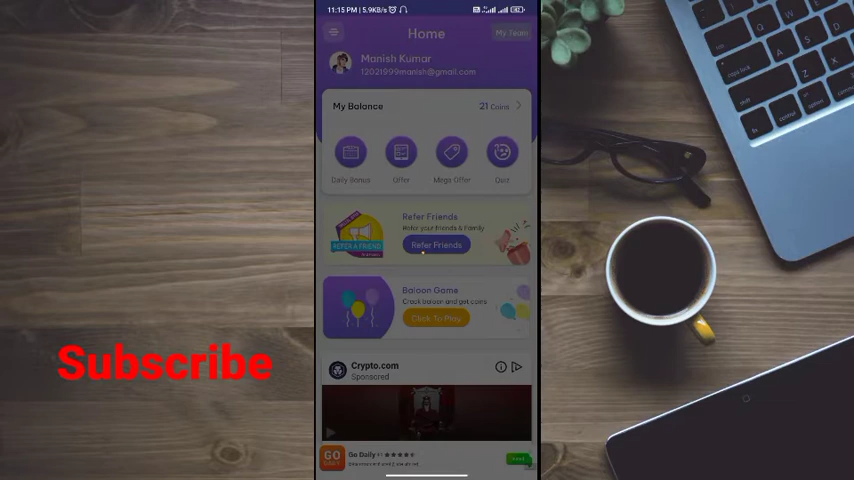 11:15 PM | 5.9KB/s
Home
My Team
Manish Kumar
12021999manish@gmail.com
My Balance
21 Coins
Daily Bonus
Offer
Mega Offer
Quiz
Refer Friends
Refer your Friends & Family
REFER A FRIEND
Refer Friends
Baloon Game
Crack baloon and get coins
Click To Play
Crypto.com
Sponsored
GO
DAILY
Go Daily
Subscribe